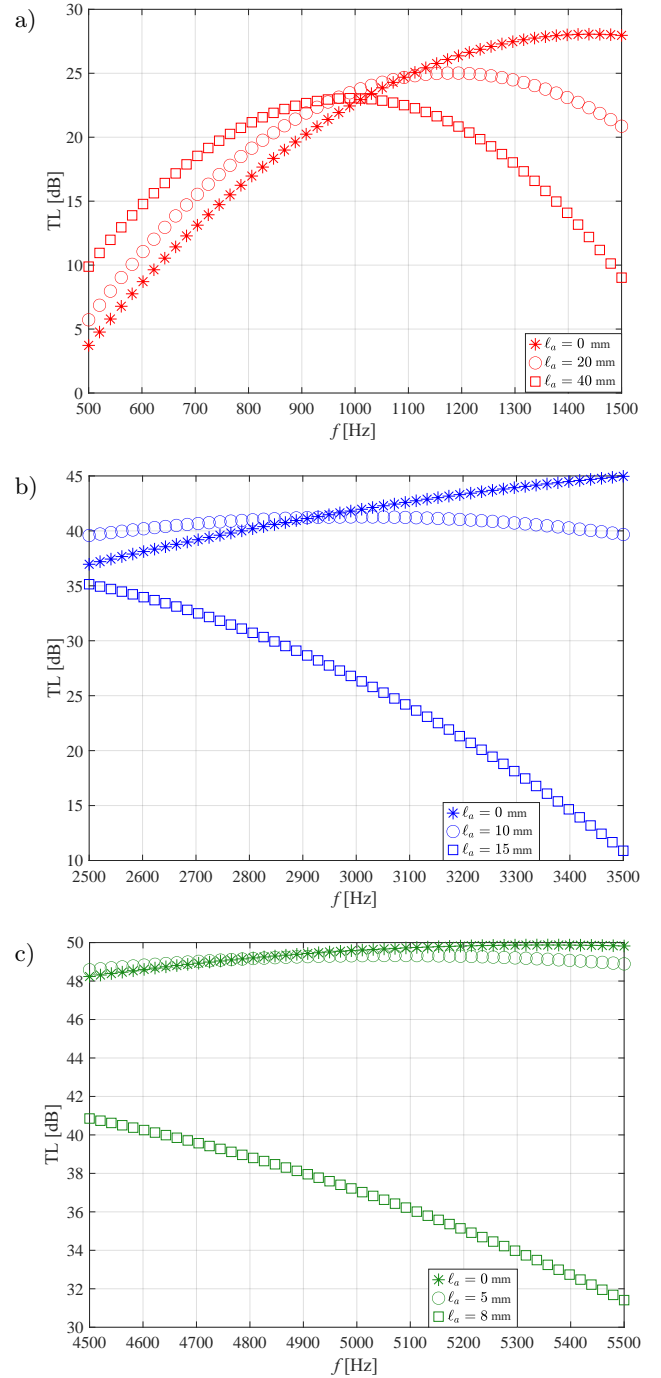 a)
30
25
20
15
10
5
0
TL [dB]
500 600 700 800 900 1000 1100 1200 1300 1400 1500
f [Hz]
ℓa = 0 mm
ℓa = 20 mm
ℓa = 40 mm
b)
45
40
35
30
25
20
15
10
TL [dB]
2500 2600 2700 2800 2900 3000 3100 3200 3300 3400 3500
f [Hz]
ℓa = 0 mm
ℓa = 10 mm
ℓa = 15 mm
c)
50
48
46
44
42
40
38
36
34
32
30
TL [dB]
4500 4600 4700 4800 4900 5000 5100 5200 5300 5400 5500
f [Hz]
ℓa = 0 mm
ℓa = 5 mm
ℓa = 8 mm